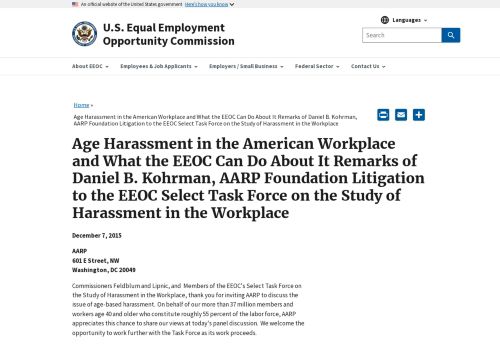 An official website of the United States government Here's how you know
U.S. Equal Employment
Opportunity Commission
Languages
Search
About EEOC
Employees & Job Applicants
Employers / Small Business
Federal Sector
Contact Us
Home »
Age Harassment in the American Workplace and What the EEOC Can Do About It Remarks of Daniel B. Kohrman,
AARP Foundation Litigation to the EEOC Select Task Force on the Study of Harassment in the Workplace
Age Harassment in the American Workplace
and What the EEOC Can Do About It Remarks of
Daniel B. Kohrman, AARP Foundation Litigation
to the EEOC Select Task Force on the Study of
Harassment in the Workplace
December 7, 2015
AARP
601 E Street, NW
Washington, DC 20049
Commissioners Feldblum and Lipnic, and Members of the EEOC's Select Task Force on
the Study of Harassment in the Workplace, thank you for inviting AARP to discuss the
issue of age-based harassment. On behalf of our more than 37 million members and
workers age 40 and older who constitute roughly 55 percent of the labor force, AARP
appreciates this chance to share our views at today's panel discussion. We welcome the
opportunity to work further with the Task Force as its work proceeds.